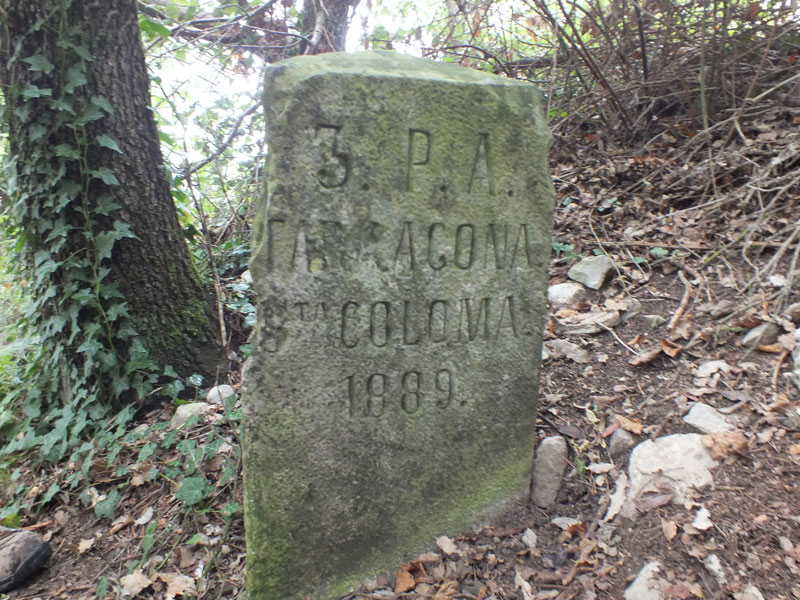 3. P. A.
TARRAGONA.
STA COLOMA.
1889.